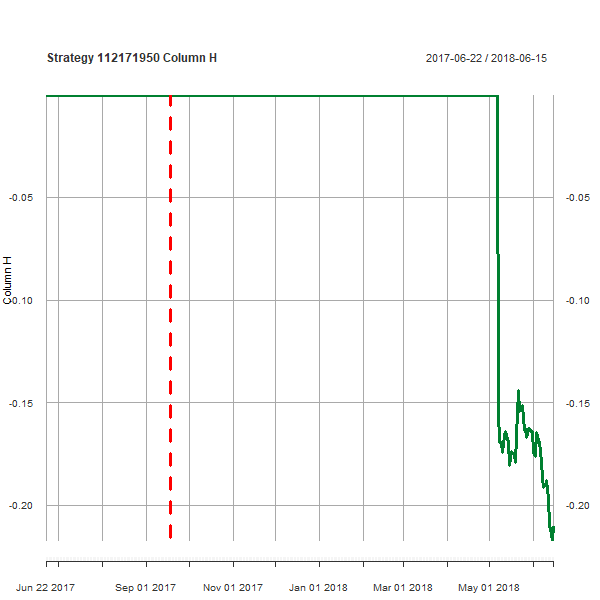 Strategy 112171950 Column H
2017-06-22 / 2018-06-15
Column H
-0.05
-0.10
-0.15
-0.20
-0.05
-0.10
-0.15
-0.20
Jun 22 2017
Sep 01 2017
Nov 01 2017
Jan 01 2018
Mar 01 2018
May 01 2018